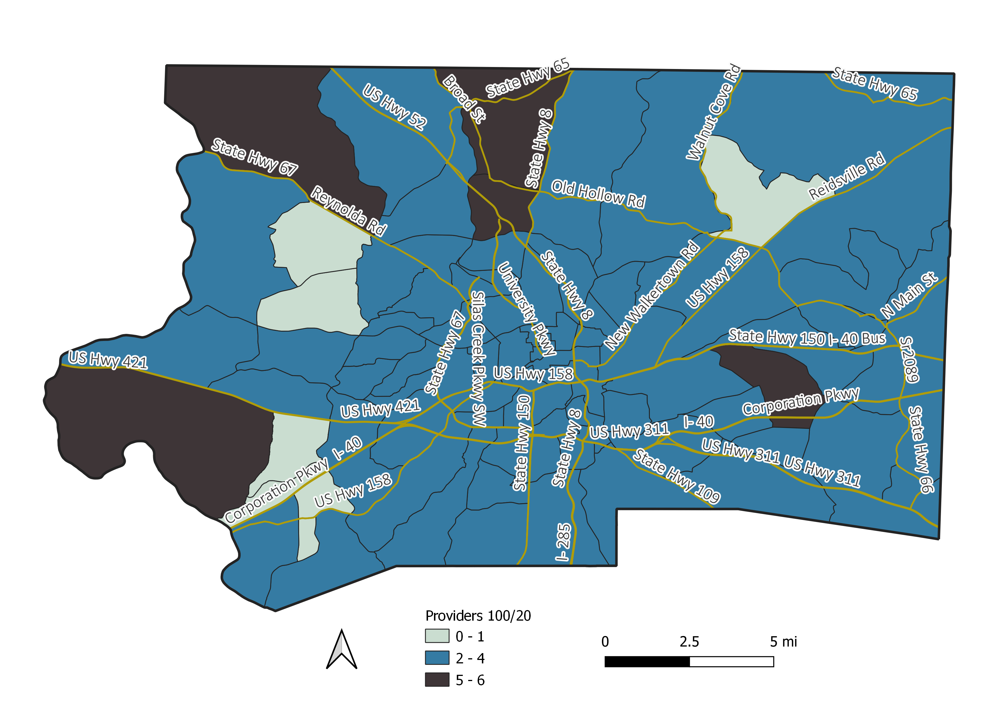 State Hwy 65
Broad St
Walnut Cove Rd
State Hwy 65
US Hwy 52
State Hwy 8
State Hwy 67
Reidsville Rd
Old Hollow Rd
Reynolda Rd
State Hwy 8
University Pkwy
New Walkertown Rd
US Hwy 158
N Main St
Silas Creek Pkwy SW
State Hwy 67
State Hwy 150 I- 40 Bus
Sr2089
US Hwy 421
US Hwy 158
US Hwy 421
Corporation Pkwy
State Hwy 150
State Hwy 8
US Hwy 311
I- 40
State Hwy 66
Corporation Pkwy I- 40
US Hwy 158
State Hwy 109
US Hwy 311 US Hwy 311
I- 285
Providers 100/20
0 - 1
2 - 4
5 - 6
0 2.5 5 mi